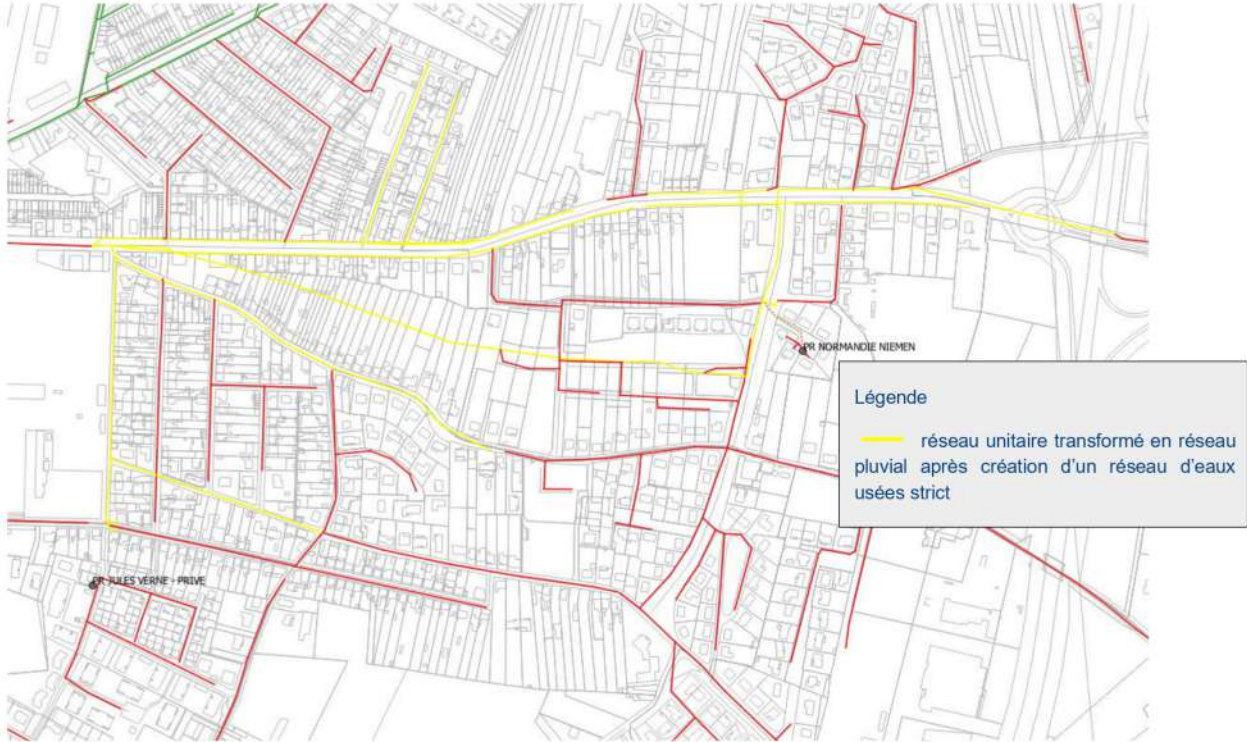 PR NORMANDIE NIEMEN
Légende
réseau unitaire transformé en réseau
pluvial après création d'un réseau d'eaux
usées strict
PR JULES VERNE - PRIVE